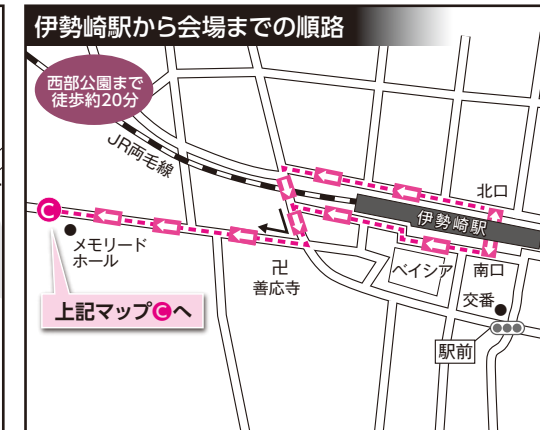 伊勢崎駅から会場までの順路
西部公園まで
徒歩約20分
JR両毛線
北口
伊勢崎駅
C
メモリード
ホール
卍
善応寺
ベイシア
南口
交番
上記マップCへ
駅前